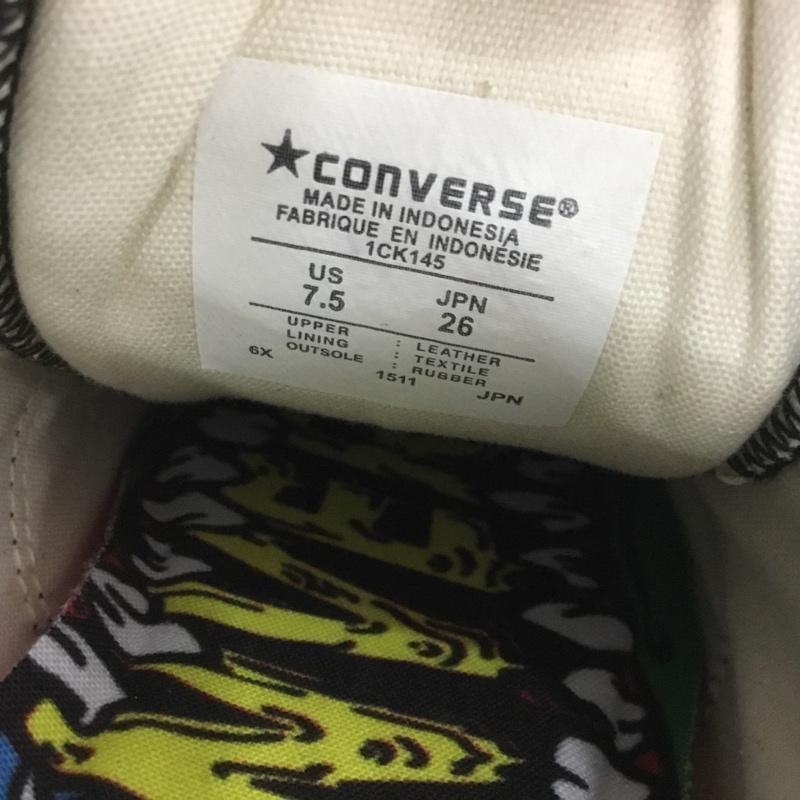 ★CONVERSE®
MADE IN INDONESIA
FABRIQUE EN INDONÉSIE
1CK145
US JPN
7.5 26
UPPER : LEATHER
LINING : TEXTILE
6X OUTSOLE : RUBBER
1511 JPN